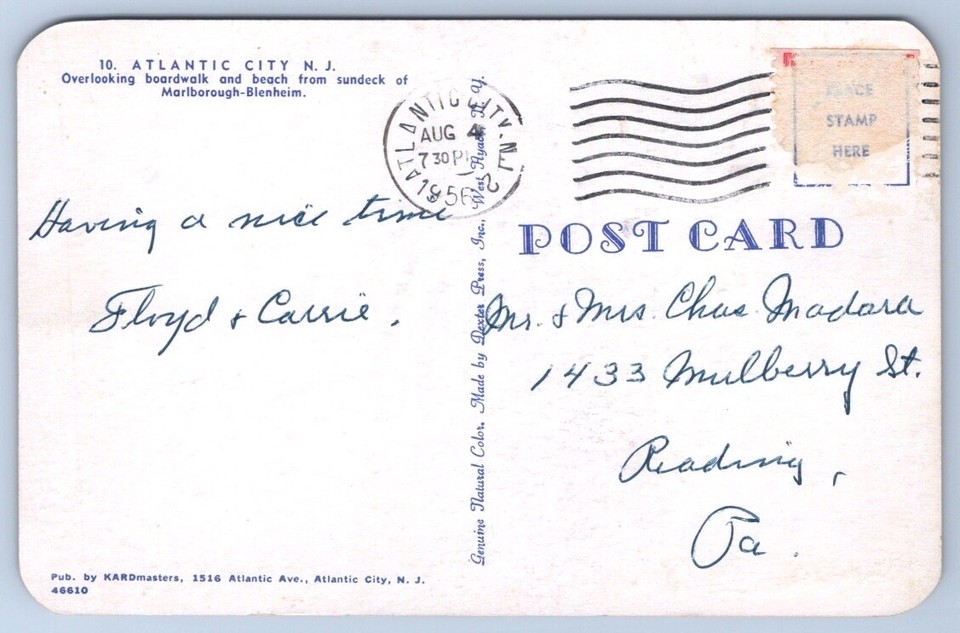 10. ATLANTIC CITY N. J.
Overlooking boardwalk and beach from sundeck of
Marlborough-Blenheim.
ATLANTIC CITY, N.J. 2
AUG 4
7 30 PM
1956
PLACE
STAMP
HERE
Having a nice time
Floyd & Carrie.
Genuine Natural Color. Made by Dexter Press, Inc., West Nyack, N. Y.
POST CARD
Mr. & Mrs. Chas. Madara
1433 Mulberry St.
Reading,
Pa.
Pub. by KARDmasters, 1516 Atlantic Ave., Atlantic City, N. J.
46610